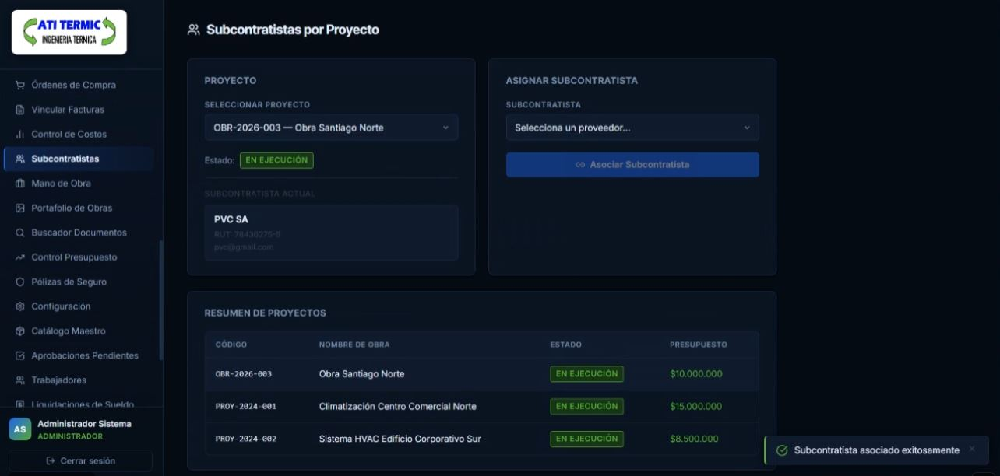 ATI TERMIC
INGENIERIA TERMICA
Órdenes de Compra
Vincular Facturas
Control de Costos
Subcontratistas
Mano de Obra
Portafolio de Obras
Buscador Documentos
Control Presupuesto
Pólizas de Seguro
Configuración
Catálogo Maestro
Aprobaciones Pendientes
Trabajadores
Liquidaciones de Sueldo
AS
Administrador Sistema
ADMINISTRADOR
Cerrar sesión
Subcontratistas por Proyecto
PROYECTO
SELECCIONAR PROYECTO
OBR-2026-003 — Obra Santiago Norte
Estado: EN EJECUCIÓN
SUBCONTRATISTA ACTUAL
PVC SA
RUT: 78436275-5
pvc@gmail.com
ASIGNAR SUBCONTRATISTA
SUBCONTRATISTA
Selecciona un proveedor...
Asociar Subcontratista
RESUMEN DE PROYECTOS
CÓDIGO NOMBRE DE OBRA ESTADO PRESUPUESTO
OBR-2026-003 Obra Santiago Norte EN EJECUCIÓN $10.000.000
PROY-2024-001 Climatización Centro Comercial Norte EN EJECUCIÓN $15.000.000
PROY-2024-002 Sistema HVAC Edificio Corporativo Sur EN EJECUCIÓN $8.500.000
Subcontratista asociado exitosamente